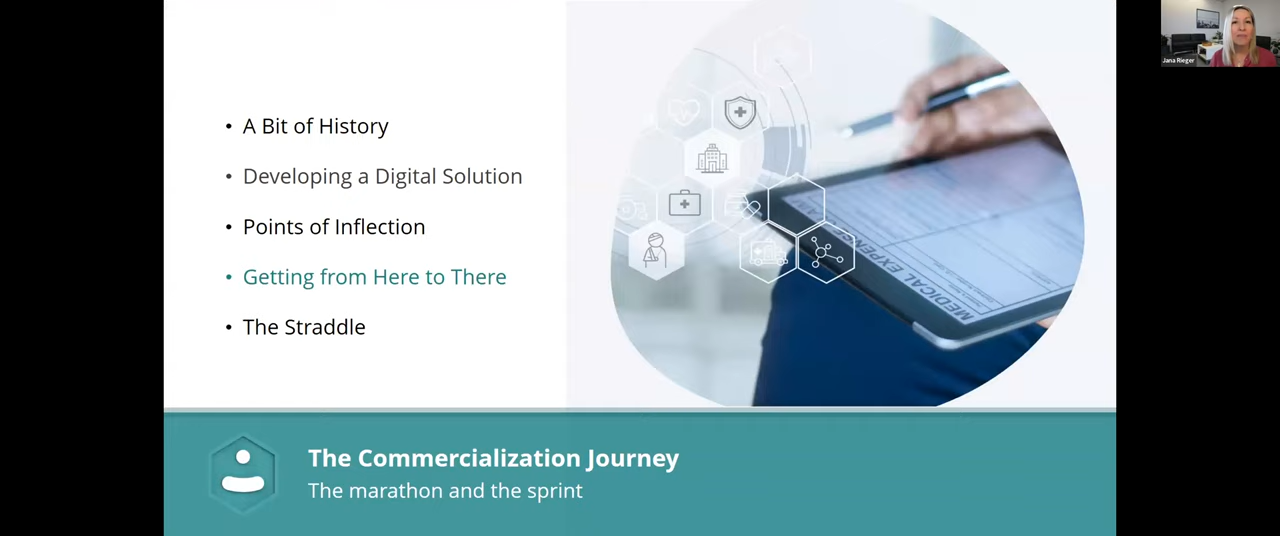 • A Bit of History
• Developing a Digital Solution
• Points of Inflection
• Getting from Here to There
• The Straddle
MEDICAL EXPENSE
The Commercialization Journey
The marathon and the sprint
Jana Rieger